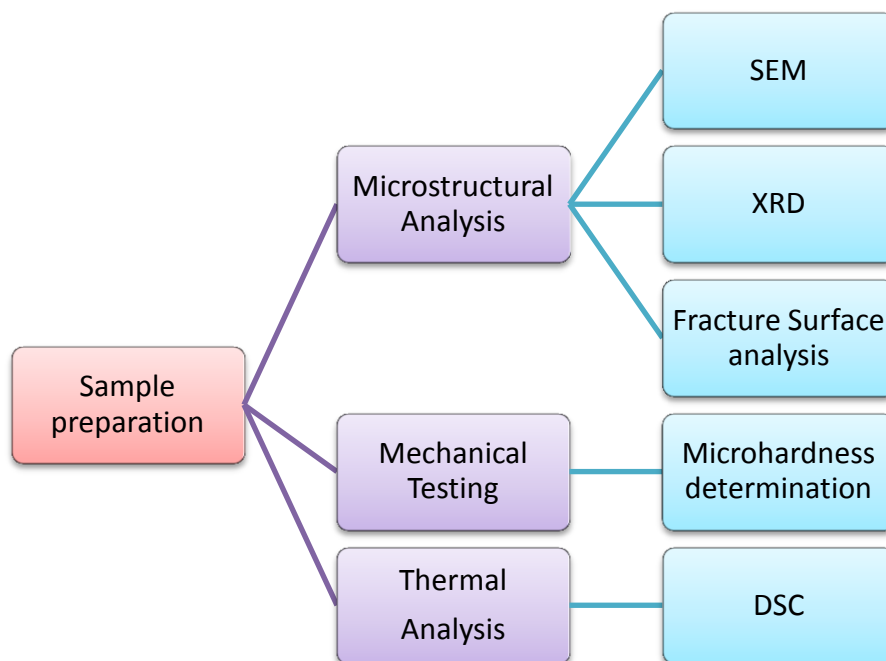 SEM
Microstructural
Analysis
XRD
Fracture Surface
analysis
Sample
preparation
Mechanical
Testing
Microhardness
determination
Thermal
Analysis
DSC